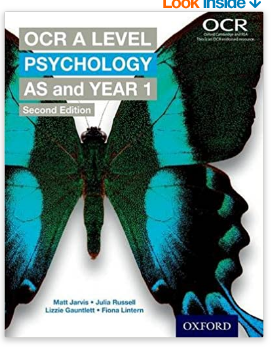 Look inside
OCR A LEVEL
PSYCHOLOGY
AS and YEAR 1
Second Edition
OCR
Oxford Cambridge and RSA
Matt Jarvis • Julia Russell
Lizzie Gauntlett • Fiona Lintern
OXFORD